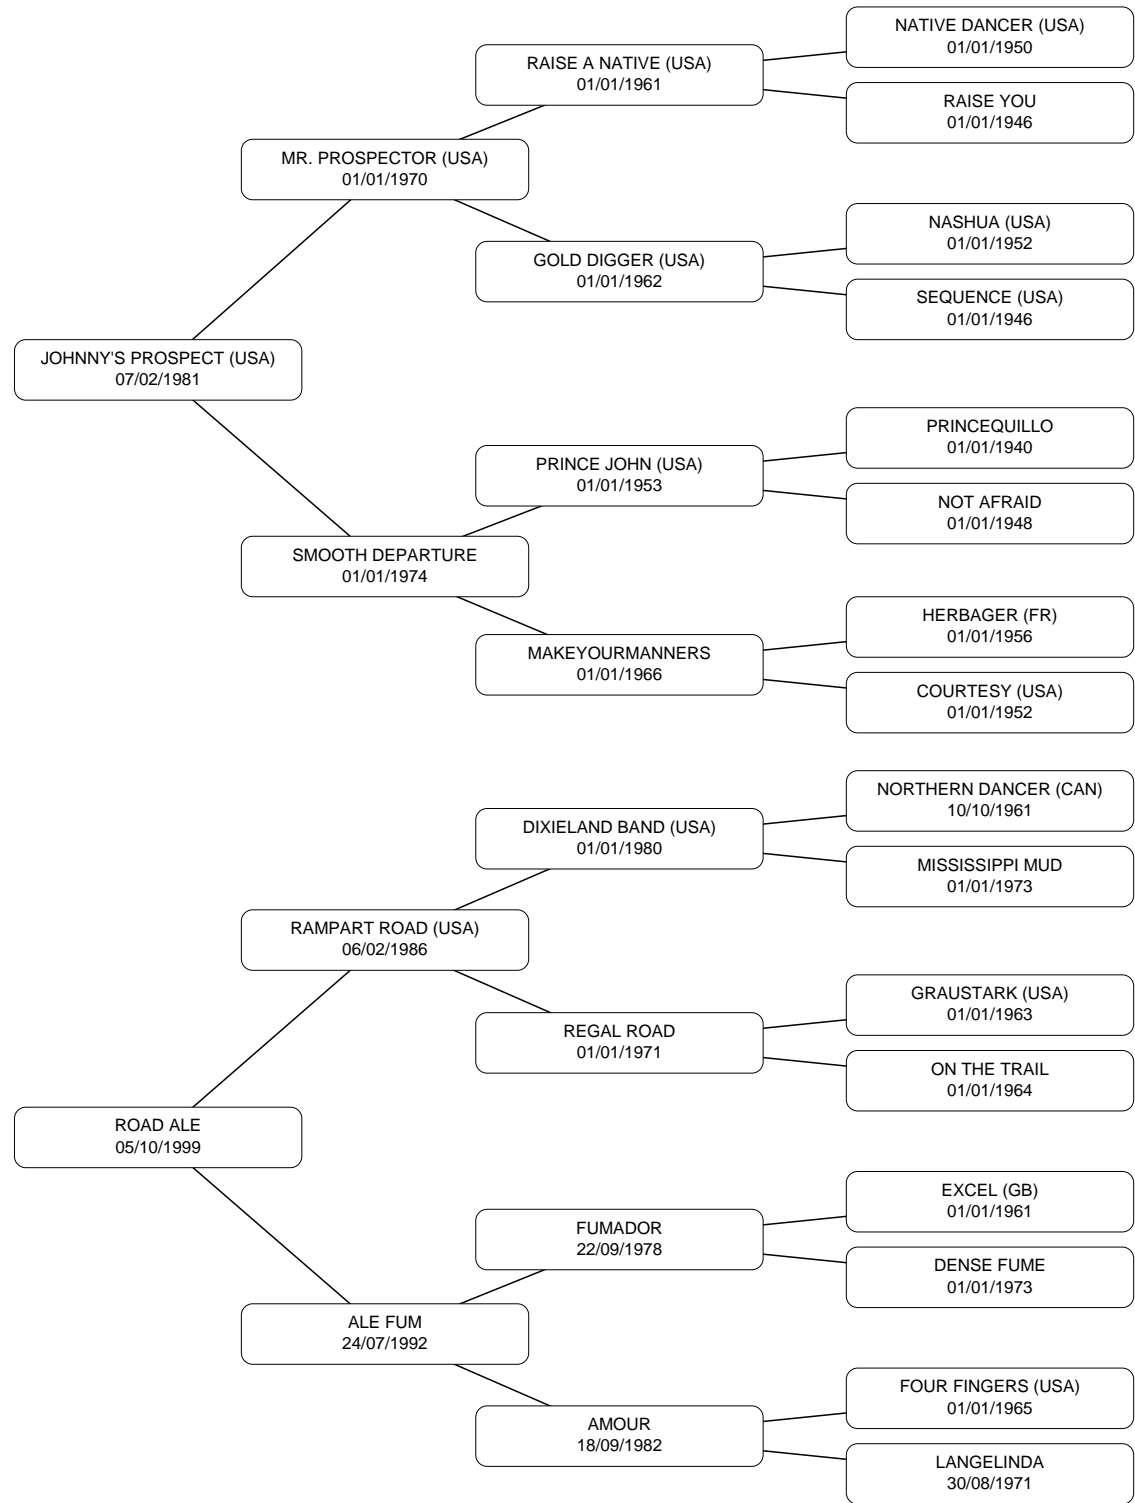 NATIVE DANCER (USA)
01/01/1950
RAISE A NATIVE (USA)
01/01/1961
RAISE YOU
01/01/1946
MR. PROSPECTOR (USA)
01/01/1970
NASHUA (USA)
01/01/1952
GOLD DIGGER (USA)
01/01/1962
SEQUENCE (USA)
01/01/1946
JOHNNY'S PROSPECT (USA)
07/02/1981
PRINCEQUILLO
01/01/1940
PRINCE JOHN (USA)
01/01/1953
NOT AFRAID
01/01/1948
SMOOTH DEPARTURE
01/01/1974
HERBAGER (FR)
01/01/1956
MAKEYOURMANNERS
01/01/1966
COURTESY (USA)
01/01/1952
NORTHERN DANCER (CAN)
10/10/1961
DIXIELAND BAND (USA)
01/01/1980
MISSISSIPPI MUD
01/01/1973
RAMPART ROAD (USA)
06/02/1986
GRAUSTARK (USA)
01/01/1963
REGAL ROAD
01/01/1971
ON THE TRAIL
01/01/1964
ROAD ALE
05/10/1999
EXCEL (GB)
01/01/1961
FUMADOR
22/09/1978
DENSE FUME
01/01/1973
ALE FUM
24/07/1992
FOUR FINGERS (USA)
01/01/1965
AMOUR
18/09/1982
LANGELINDA
30/08/1971